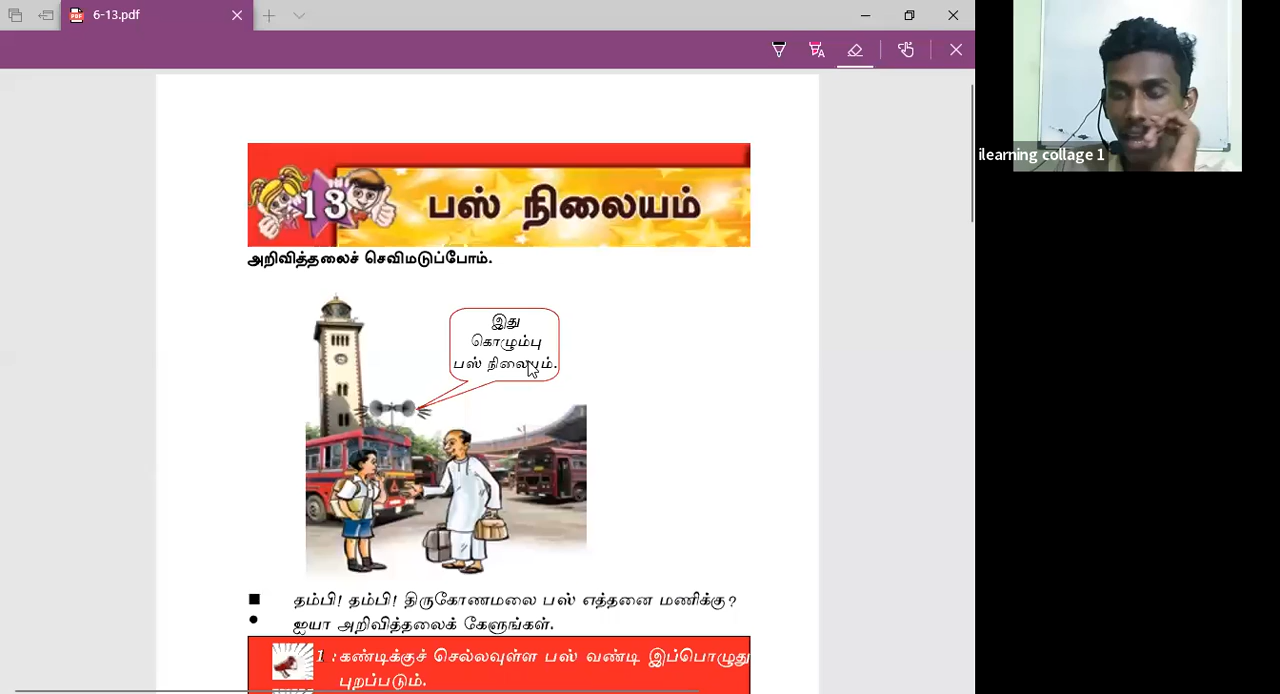 6-13.pdf
ilearning collage 1
13
பஸ் நிலையம்
அறிவித்தலைச் செவிமடுப்போம்.
இது
கொழும்பு
பஸ் நிலையம்.
தம்பி! தம்பி! திருகோணமலை பஸ் எத்தனை மணிக்கு?
ஐயா அறிவித்தலைக் கேளுங்கள்.
1 : கண்டிக்குச் செல்லவுள்ள பஸ் வண்டி இப்பொழுது
புறப்படும்.